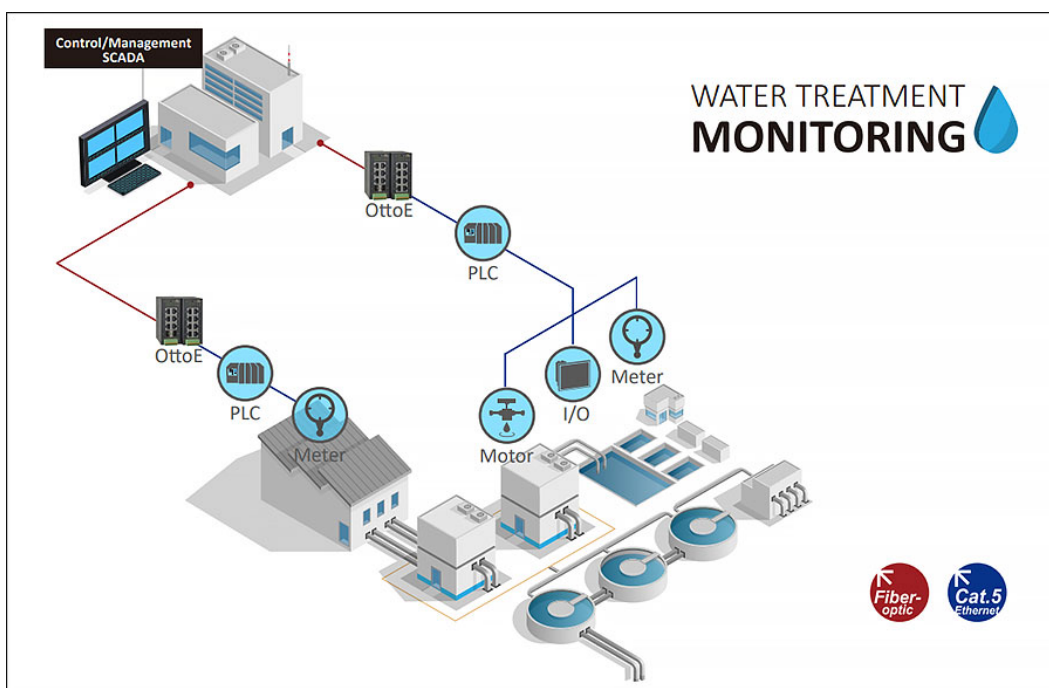 Control/Management
SCADA
WATER TREATMENT
MONITORING
OttoE
PLC
OttoE
PLC
Meter
Meter
I/O
Motor
Fiber-
optic
Cat.5
Ethernet